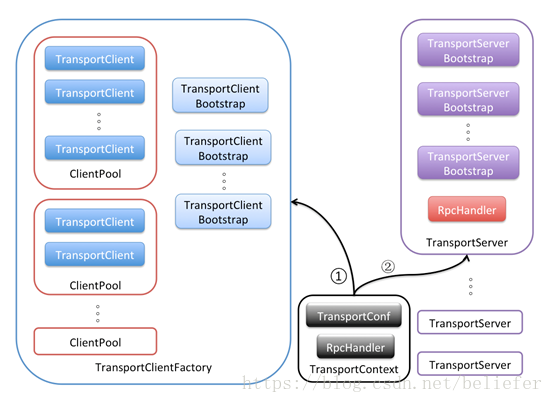 TransportClient
TransportClient
TransportClient
ClientPool
TransportClient
TransportClient
ClientPool
ClientPool
TransportClient
Bootstrap
TransportClient
Bootstrap
TransportClient
Bootstrap
TransportClientFactory
①
②
TransportConf
RpcHandler
TransportContext
TransportServer
Bootstrap
TransportServer
Bootstrap
TransportServer
Bootstrap
RpcHandler
TransportServer
TransportServer
TransportServer
https://blog.csdn.net/beliefer